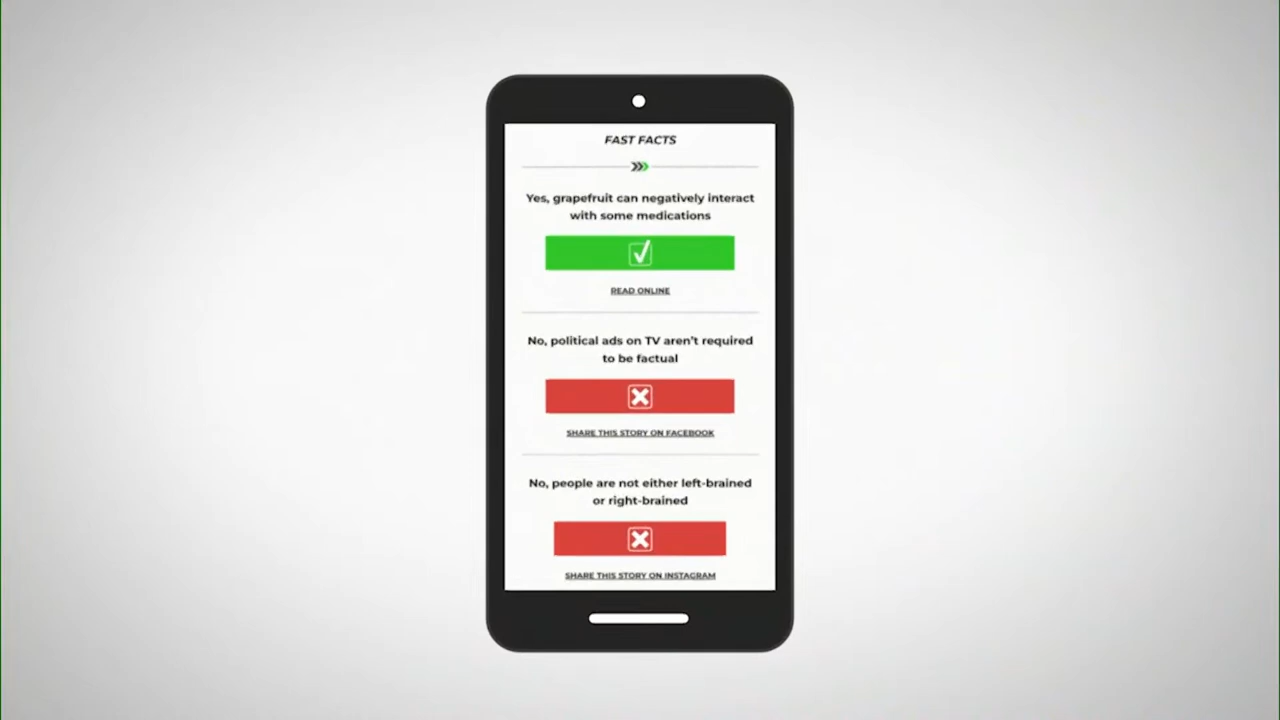 FAST FACTS
Yes, grapefruit can negatively interact
with some medications
READ ONLINE
No, political ads on TV aren't required
to be factual
SHARE THIS STORY ON FACEBOOK
No, people are not either left-brained
or right-brained
SHARE THIS STORY ON INSTAGRAM